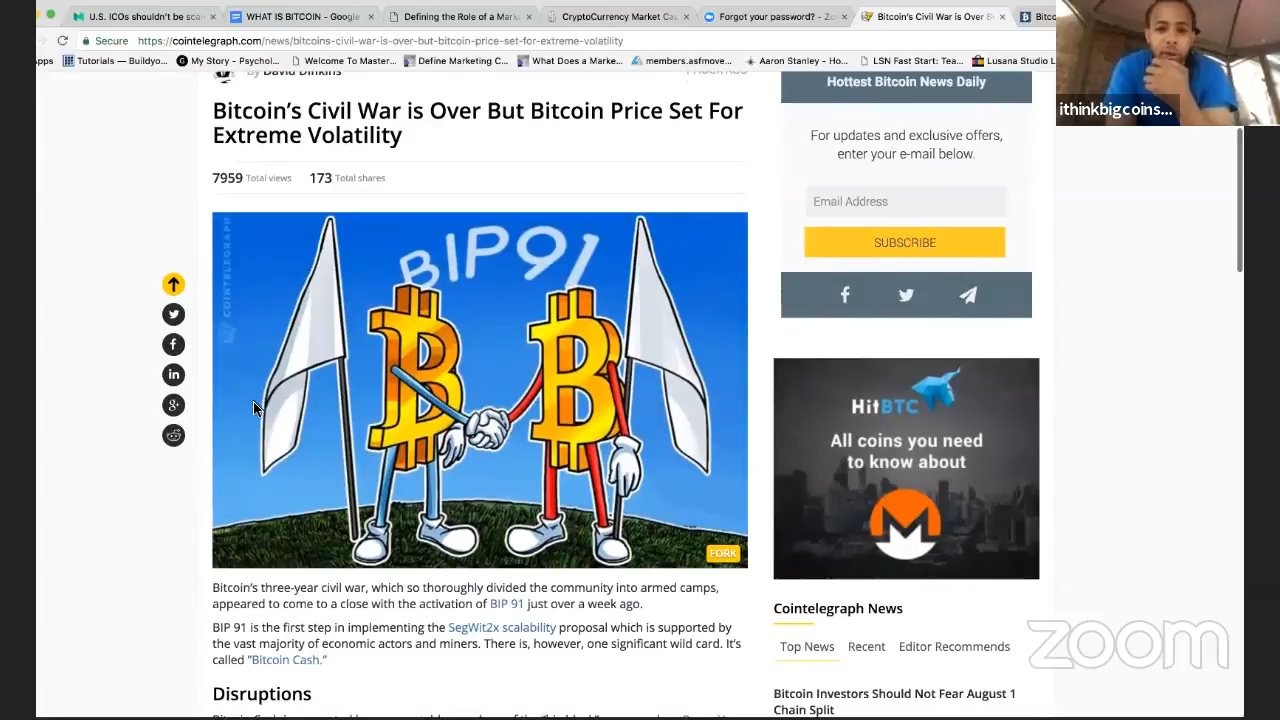 U.S. ICOs shouldn't be sca
WHAT IS BITCOIN - Google
Defining the Role of a Mark
CryptoCurrency Market Ca
Forgot your password? - Zo
Bitcoin's Civil War is Over B
Bitco
Secure https://cointelegraph.com/news/bitcoins-civil-war-is-over-but-bitcoin-price-set-for-extreme-volatility
pps Tutorials — Buildyo... My Story - Psychol... Welcome To Master... Define Marketing C... What Does a Marke... members.asfmove... Aaron Stanley - Ho... LSN Fast Start: Tea... Lusana Studio L
ithinkbigcoins...
By David Dinkins
Bitcoin's Civil War is Over But Bitcoin Price Set For
Extreme Volatility
7959 Total views 173 Total shares
COINTELEGRAPH
BIP91
FORK
Bitcoin's three-year civil war, which so thoroughly divided the community into armed camps,
appeared to come to a close with the activation of BIP 91 just over a week ago.
BIP 91 is the first step in implementing the SegWit2x scalability proposal which is supported by
the vast majority of economic actors and miners. There is, however, one significant wild card. It's
called "Bitcoin Cash."
Disruptions
Hottest Bitcoin News Daily
For updates and exclusive offers,
enter your e-mail below.
Email Address
SUBSCRIBE
HitBTC
All coins you need
to know about
Cointelegraph News
Top News Recent Editor Recommends
Bitcoin Investors Should Not Fear August 1
Chain Split
zoom